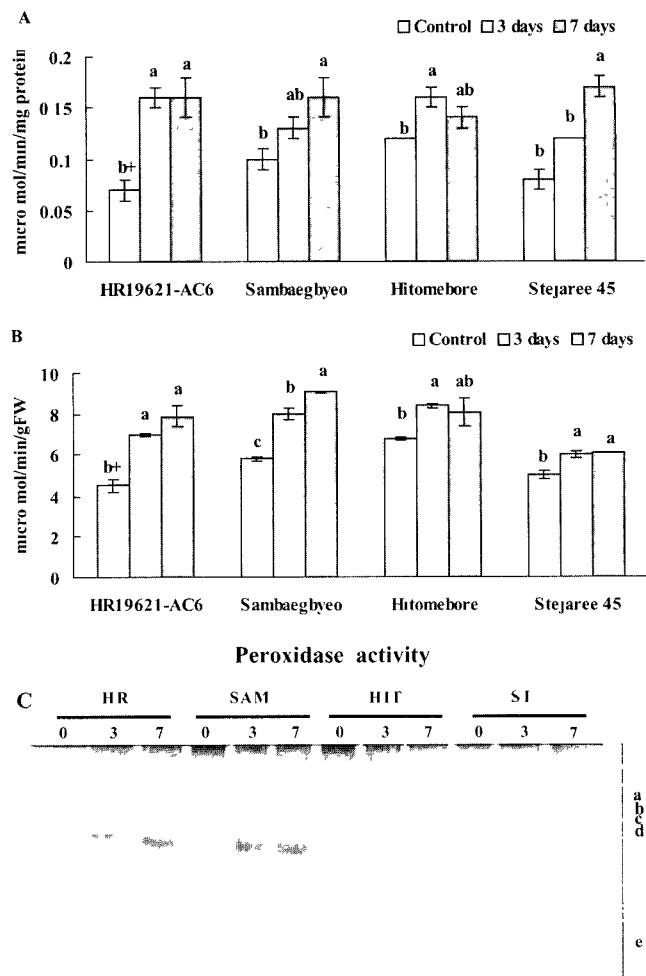 A
Control 3 days 7 days
micro mol/min/mg protein
0.2
0.15
0.1
0.05
0
b+ a a
b ab a
b a ab
b b a
HR19621-AC6 Sambaegbyeo Hitomebore Stejaree 45
B
Control 3 days 7 days
micro mol/min/gFW
10
8
6
4
2
0
b+ a a
c b a
b a ab
b a a
HR19621-AC6 Sambaegbyeo Hitomebore Stejaree 45
Peroxidase activity
C
HR SAM HIT ST
0 3 7 0 3 7 0 3 7 0 3 7
a
b
c
d
e